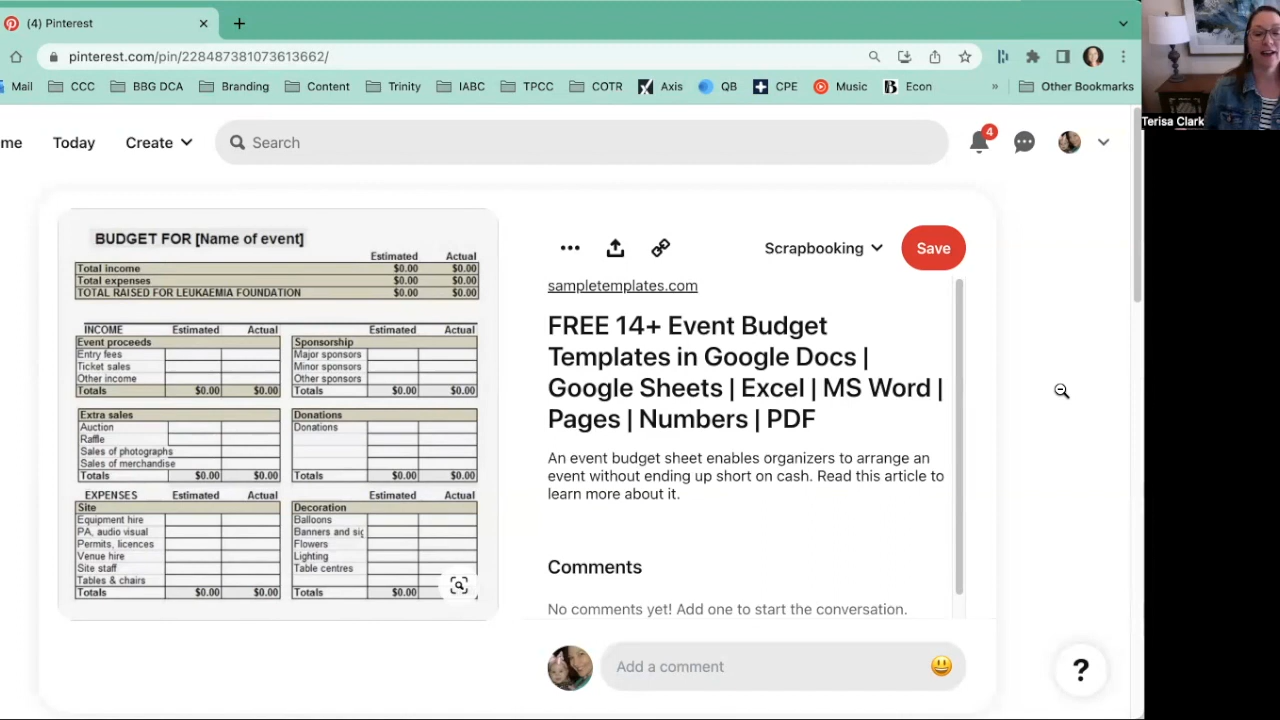 (4) Pinterest
pinterest.com/pin/228487381073613662/
Mail CCC BBG DCA Branding Content Trinity IABC TPCC COTR Axis QB CPE Music Econ » Other Bookmarks
Terisa Clark
me Today Create Search 4
BUDGET FOR [Name of event]
Estimated Actual
Total income $0.00 $0.00
Total expenses $0.00 $0.00
TOTAL RAISED FOR LEUKAEMIA FOUNDATION $0.00 $0.00
INCOME Estimated Actual Estimated Actual
Event proceeds Sponsorship
Entry fees Major sponsors
Ticket sales Minor sponsors
Other income Other sponsors
Totals $0.00 $0.00 Totals $0.00 $0.00
Extra sales Donations
Auction Donations
Raffle
Sales of photographs
Sales of merchandise
Totals $0.00 $0.00 Totals $0.00 $0.00
EXPENSES Estimated Actual Estimated Actual
Site Decoration
Equipment hire Balloons
PA, audio visual Banners and sig
Permits, licences Flowers
Venue hire Lighting
Site staff Table centres
Tables & chairs
Totals $0.00 $0.00 Totals $0.00
Scrapbooking Save
sampletemplates.com
FREE 14+ Event Budget
Templates in Google Docs |
Google Sheets | Excel | MS Word |
Pages | Numbers | PDF
An event budget sheet enables organizers to arrange an
event without ending up short on cash. Read this article to
learn more about it.
Comments
No comments yet! Add one to start the conversation.
Add a comment
?